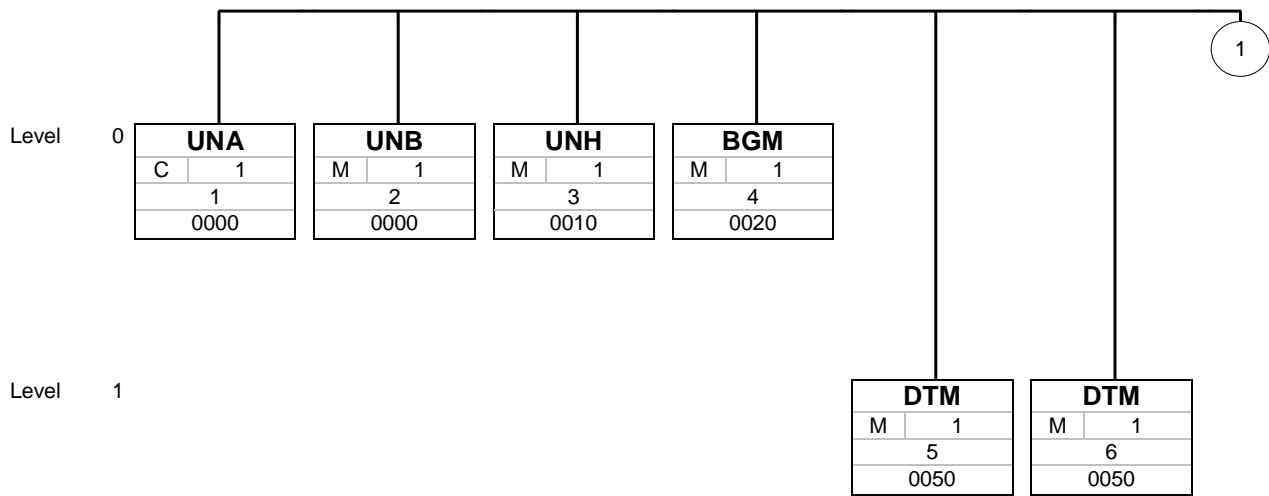 1
Level 0
UNA UNB UNH BGM
C 1 M 1 M 1 M 1
1 2 3 4
0000 0000 0010 0020
Level 1
DTM DTM
M 1 M 1
5 6
0050 0050